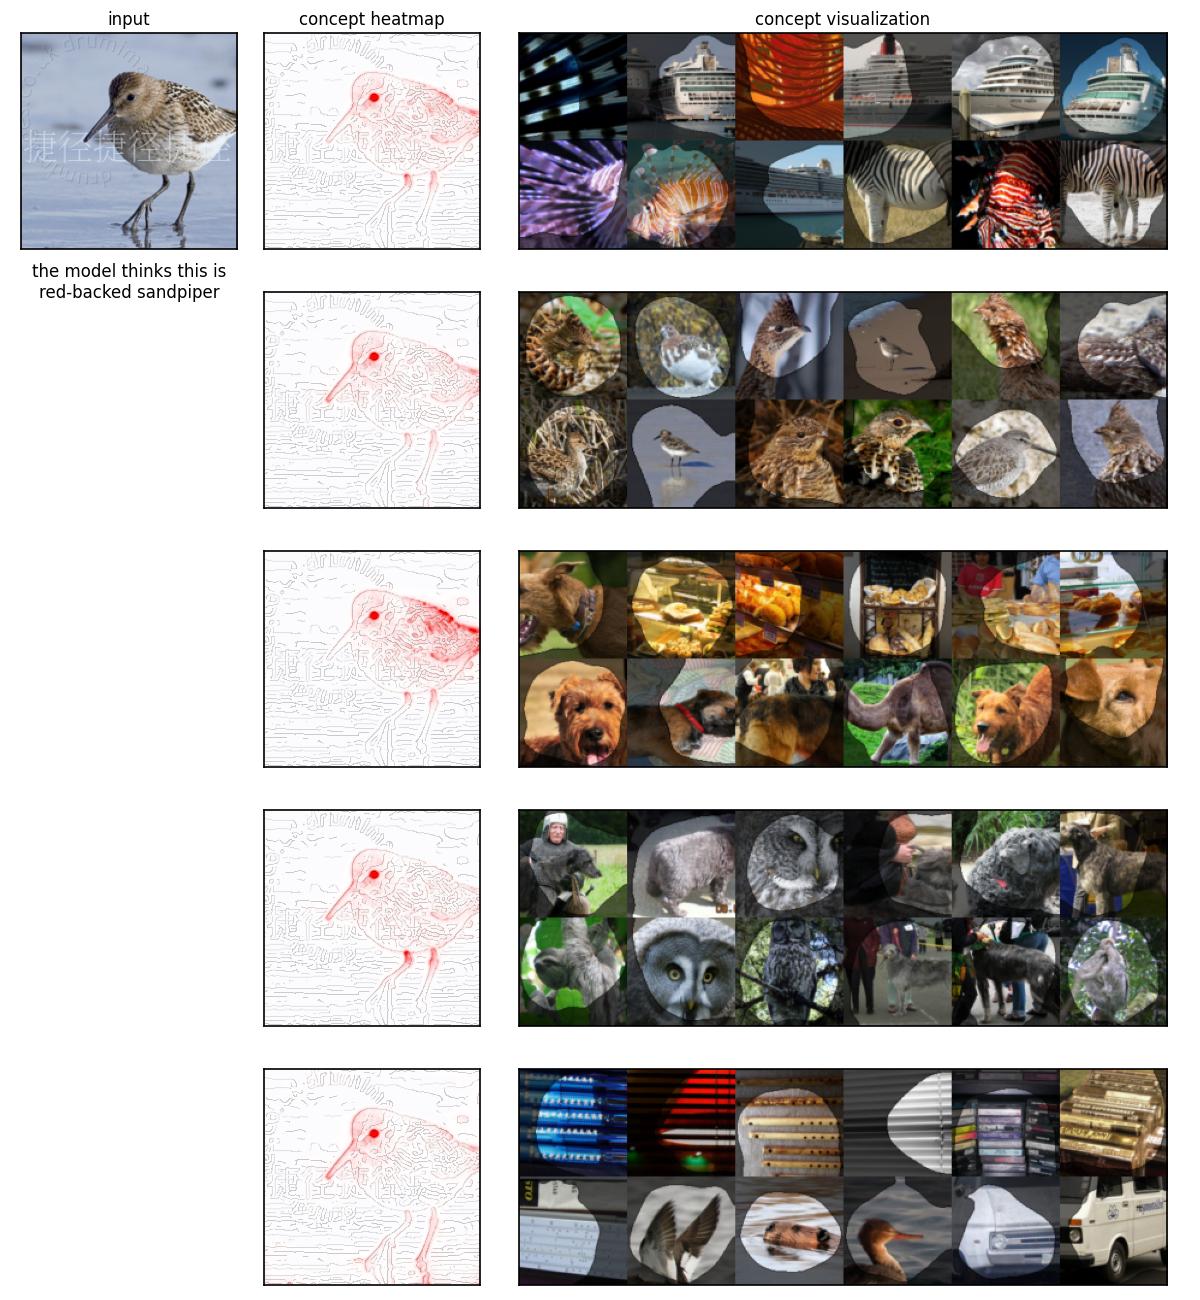 input
concept heatmap
concept visualization
捷径捷径捷径
the model thinks this is
red-backed sandpiper